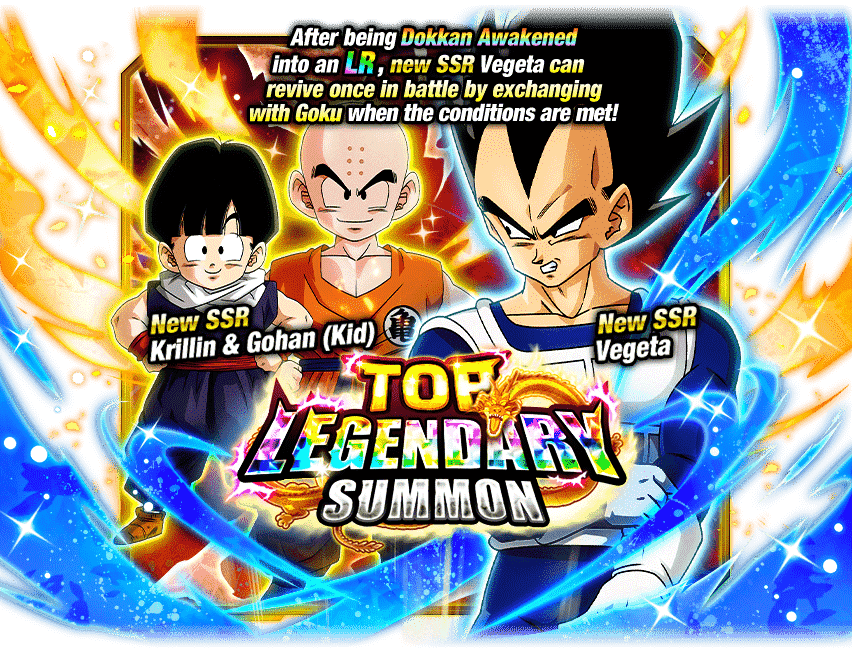 After being Dokkan Awakened
into an LR, new SSR Vegeta can
revive once in battle by exchanging
with Goku when the conditions are met!
New SSR
Krillin & Gohan (Kid)
亀
New SSR
Vegeta
TOP
LEGENDARY
SUMMON